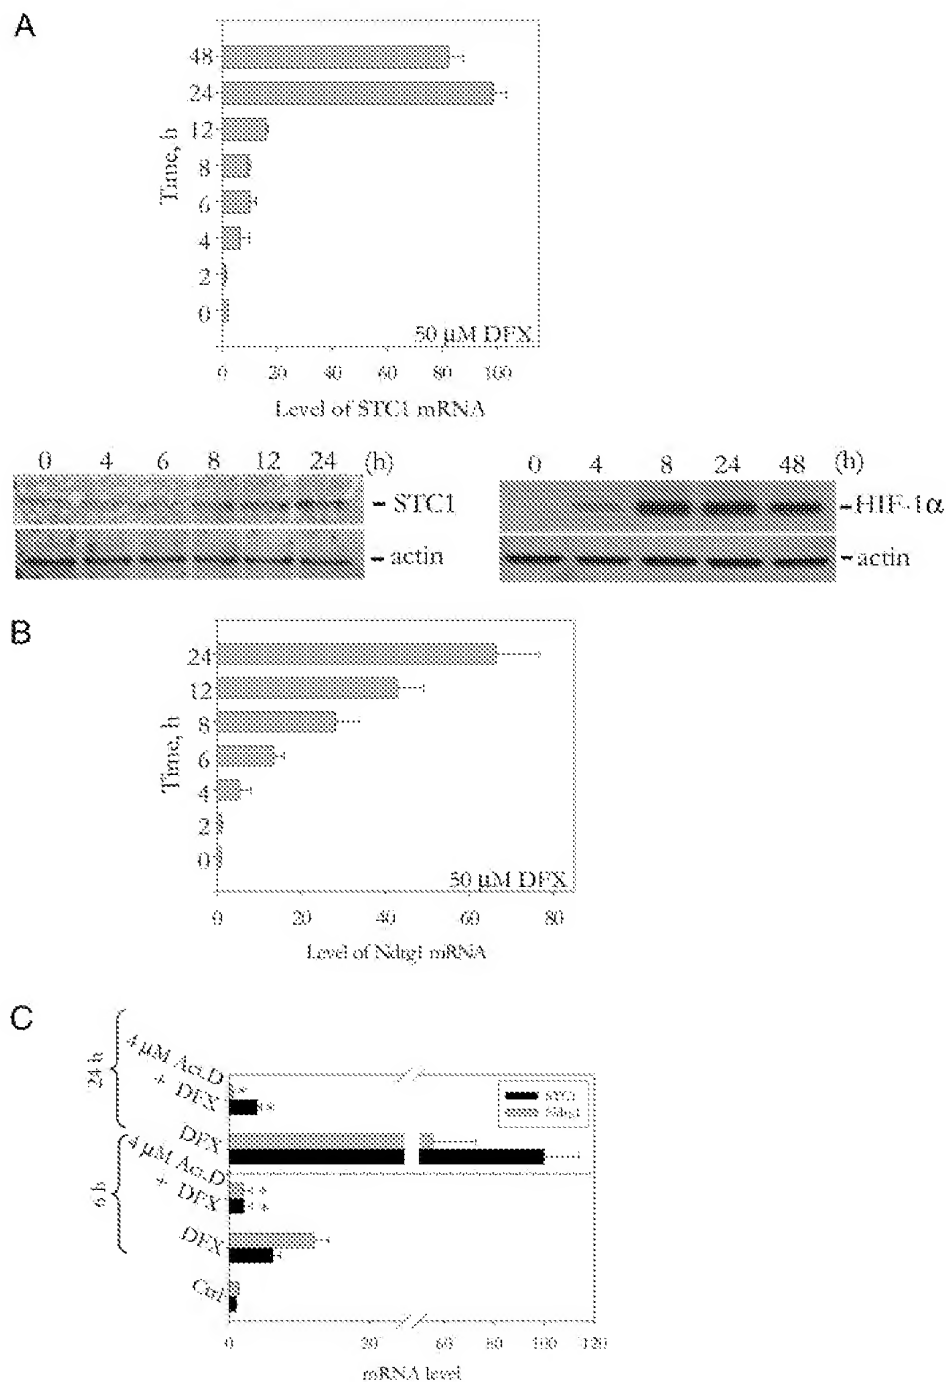 A
48
24
12
8
6
4
2
0
Time, h
50 µM DFX
0 20 40 60 80 100
Level of STC1 mRNA
0 4 6 8 12 24 (h)
STC1
actin
0 4 8 24 48 (h)
HIF-1α
actin
B
24
12
8
6
4
2
0
Time, h
50 µM DFX
0 20 40 60 80
Level of Ndrg1 mRNA
C
24 h
4 µM Act.D
+ DFX
**
DFX
6 h
4 µM Act.D
+ DFX
*
*
DFX
Ctrl
STC1
Ndrg1
0 20 60 80 100 120
mRNA level